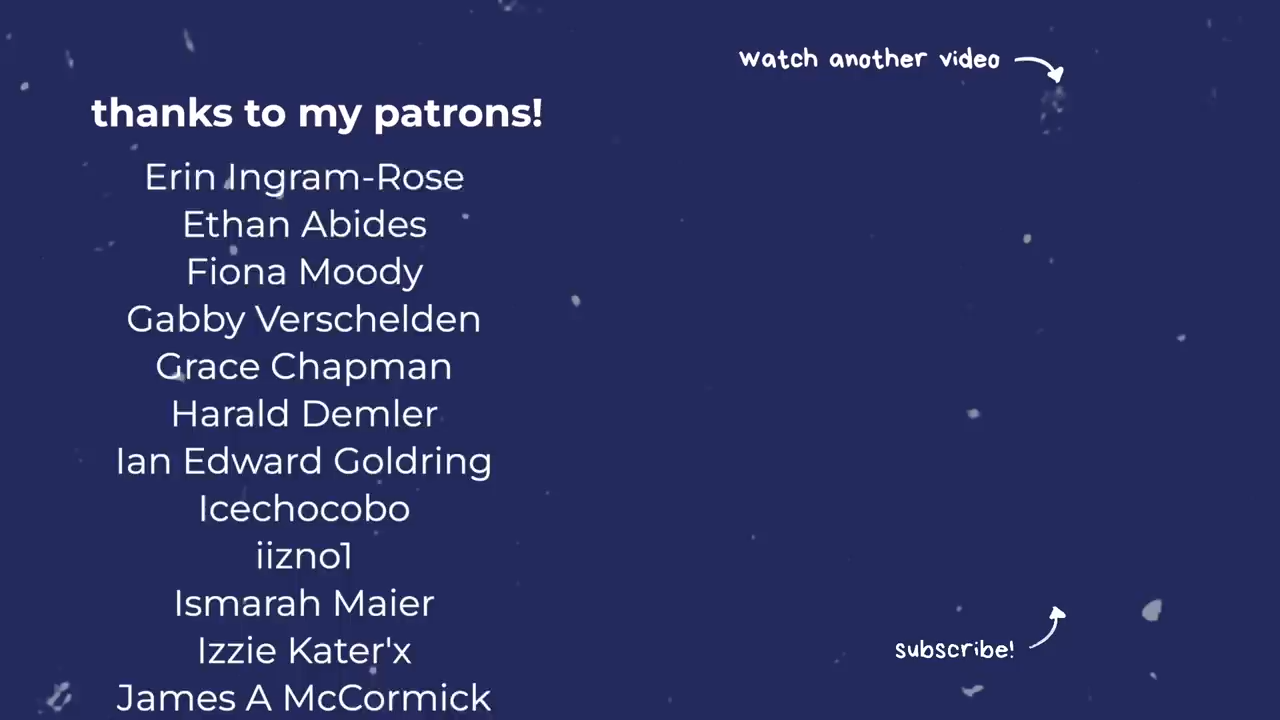 watch another video
thanks to my patrons!
Erin Ingram-Rose
Ethan Abides
Fiona Moody
Gabby Verschelden
Grace Chapman
Harald Demler
Ian Edward Goldring
Icechocobo
iizno1
Ismarah Maier
Izzie Kater'x
James A McCormick
subscribe!